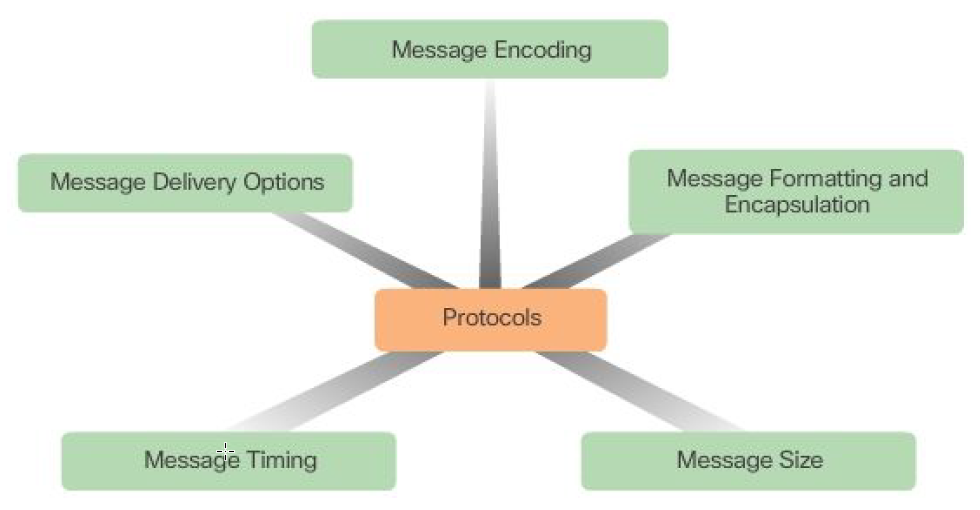 Message Encoding
Message Delivery Options
Message Formatting and
Encapsulation
Protocols
Message Timing
Message Size